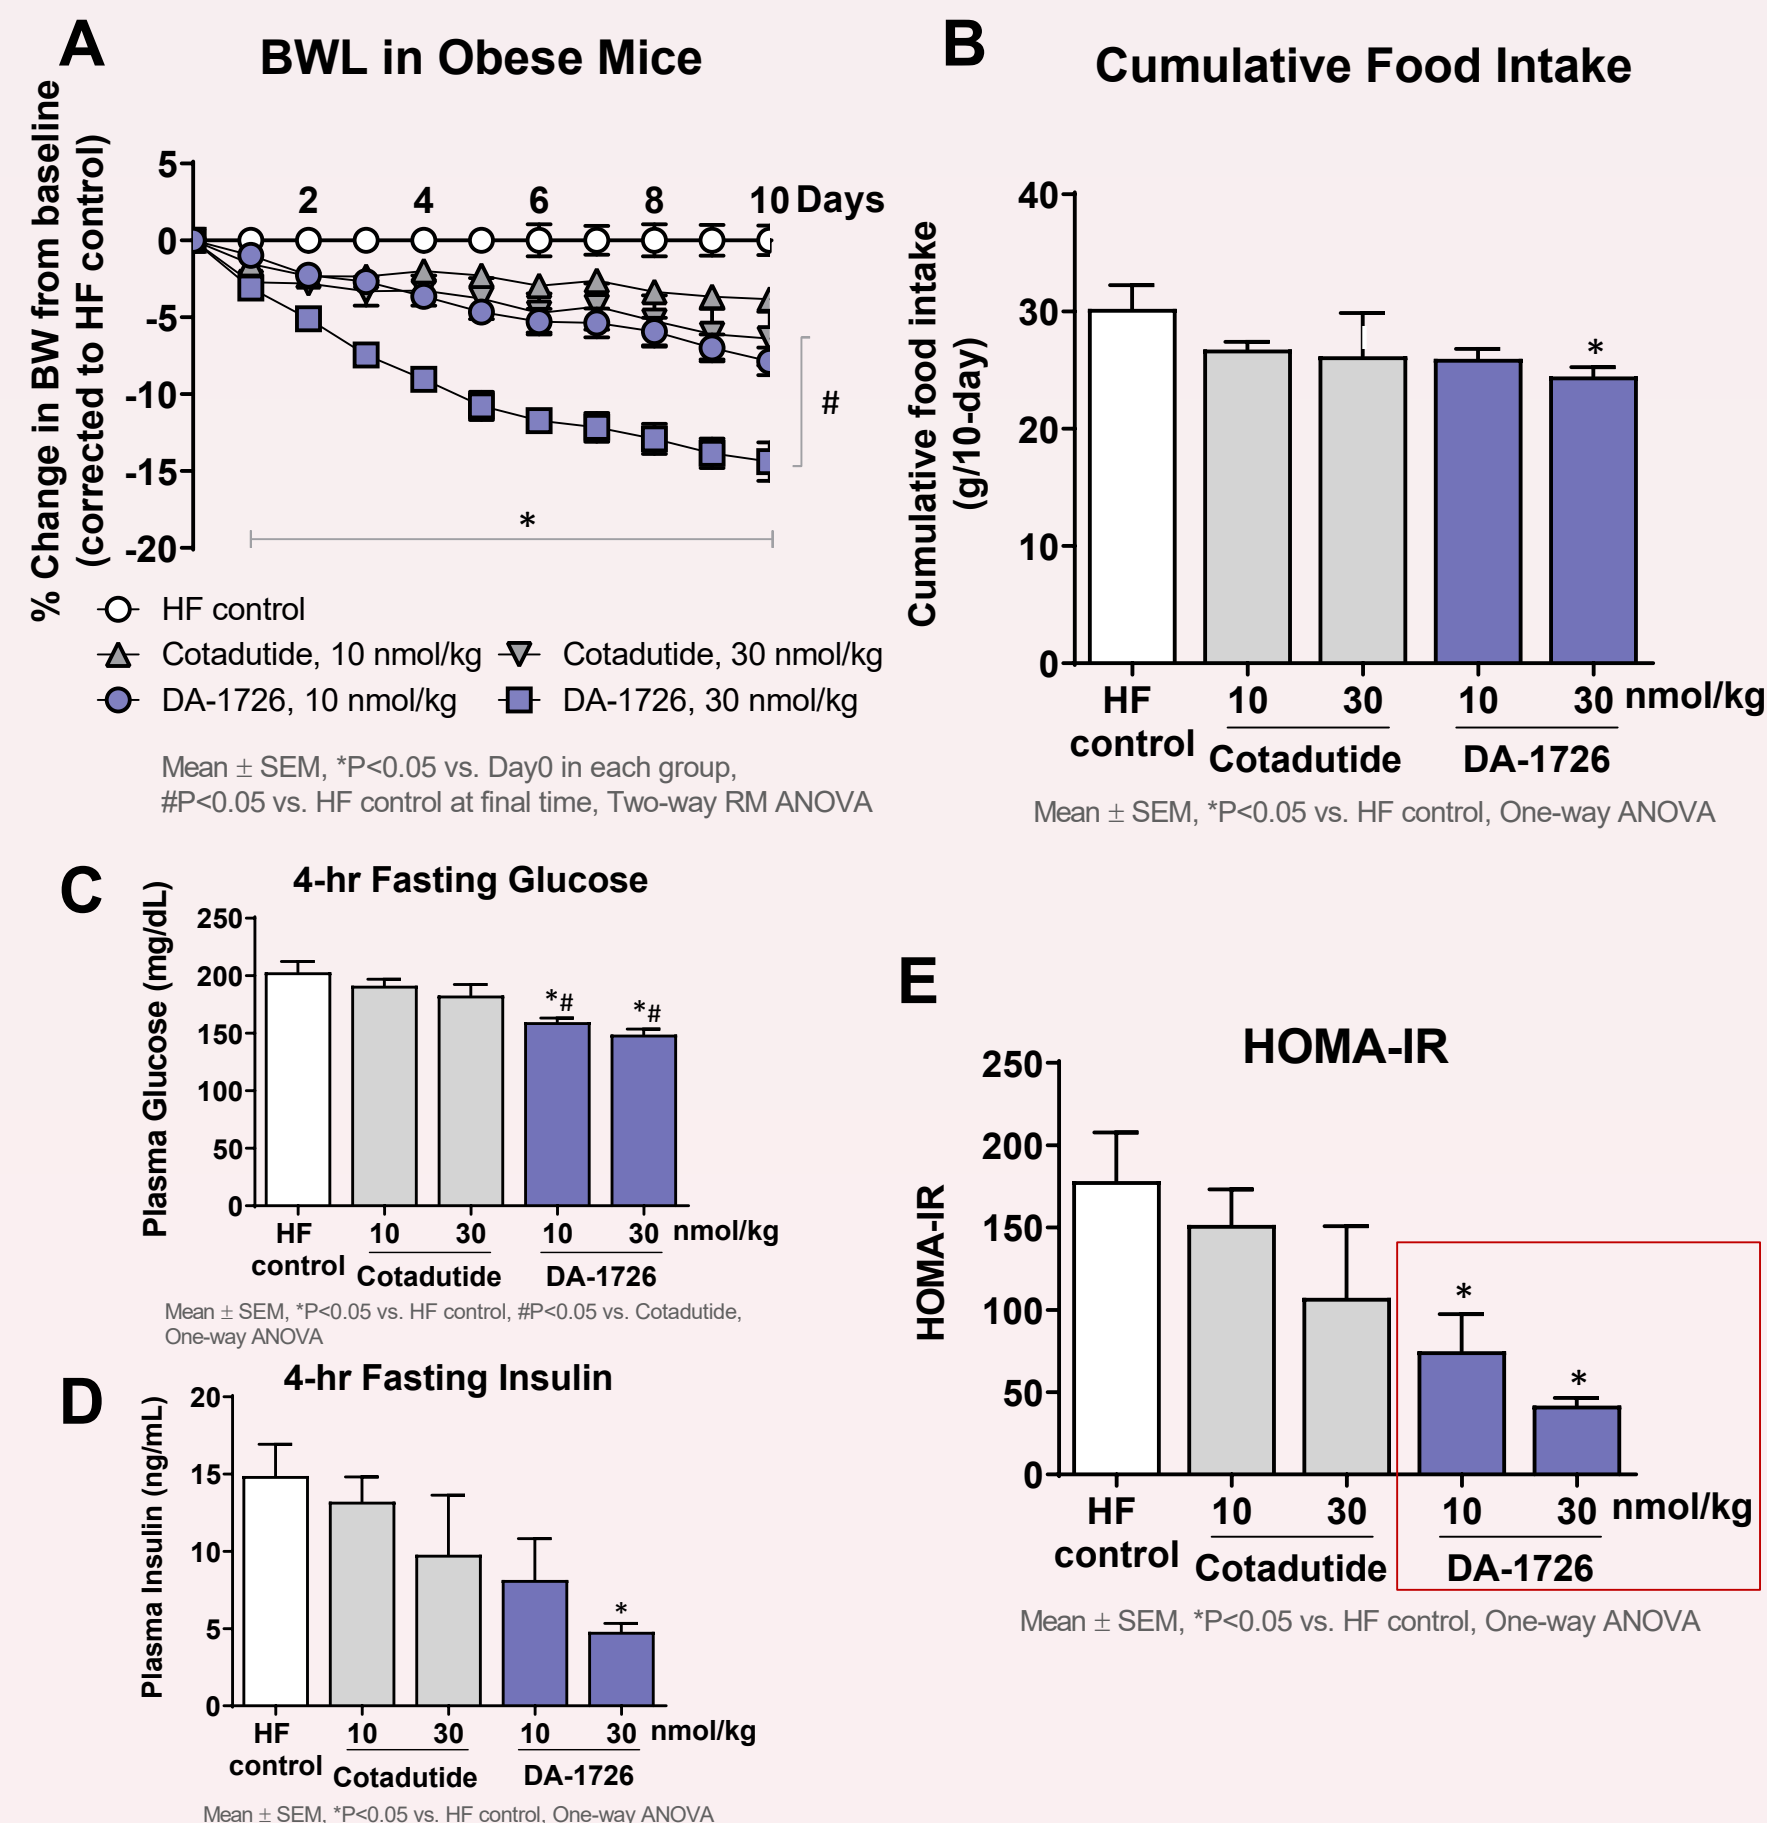 A
BWL in Obese Mice
% Change in BW from baseline
(corrected to HF control)
5
0
-5
-10
-15
-20
2 4 6 8 10 Days
#
*
HF control
Cotadutide, 10 nmol/kg Cotadutide, 30 nmol/kg
DA-1726, 10 nmol/kg DA-1726, 30 nmol/kg
Mean ± SEM, *P<0.05 vs. Day0 in each group,
#P<0.05 vs. HF control at final time, Two-way RM ANOVA
B
Cumulative Food Intake
Cumulative food intake
(g/10-day)
40
30
20
10
0
*
HF 10 30 10 30 nmol/kg
control Cotadutide DA-1726
Mean ± SEM, *P<0.05 vs. HF control, One-way ANOVA
C
4-hr Fasting Glucose
Plasma Glucose (mg/dL)
250
200
150
100
50
0
*# *#
HF 10 30 10 30 nmol/kg
control Cotadutide DA-1726
Mean ± SEM, *P<0.05 vs. HF control, #P<0.05 vs. Cotadutide,
One-way ANOVA
D
4-hr Fasting Insulin
Plasma Insulin (ng/mL)
20
15
10
5
0
*
HF 10 30 10 30 nmol/kg
control Cotadutide DA-1726
Mean ± SEM, *P<0.05 vs. HF control, One-way ANOVA
E
HOMA-IR
HOMA-IR
250
200
150
100
50
0
* *
HF 10 30 10 30 nmol/kg
control Cotadutide DA-1726
Mean ± SEM, *P<0.05 vs. HF control, One-way ANOVA